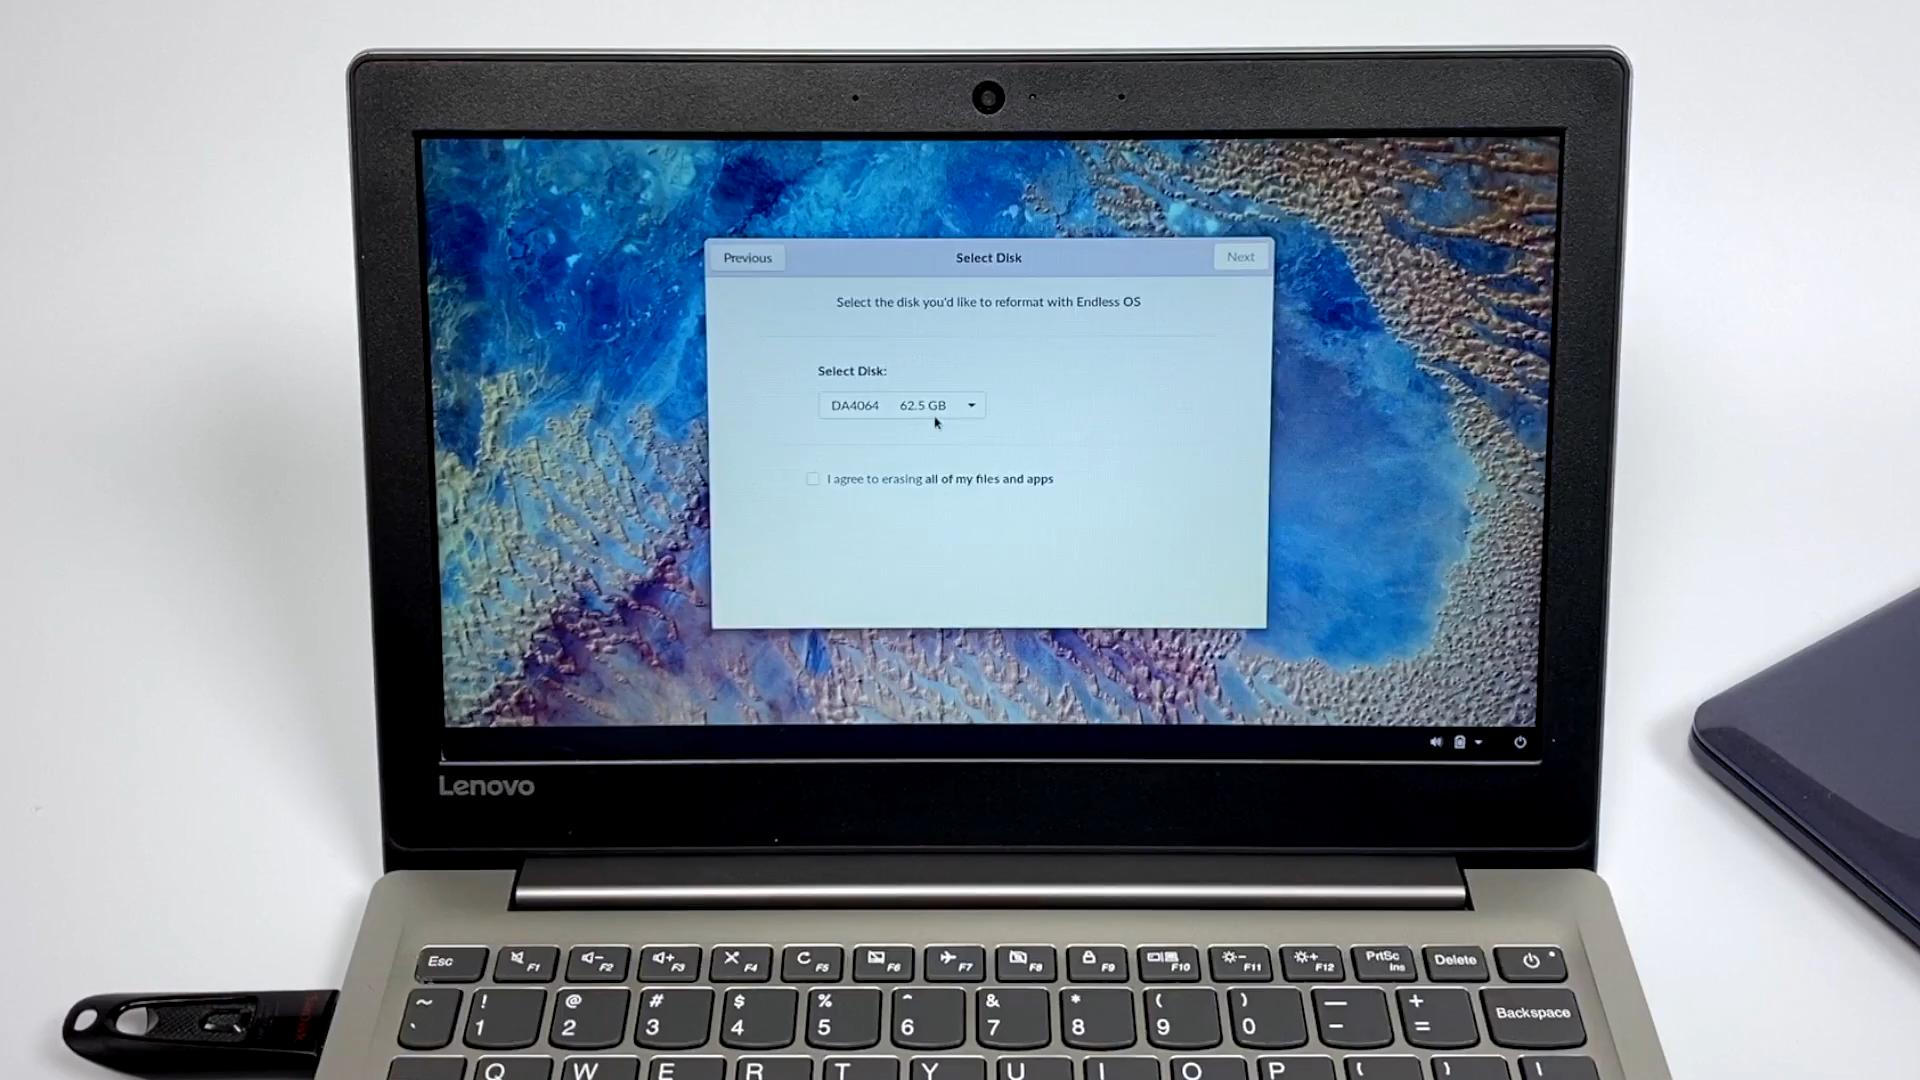 Previous
Select Disk
Next
Select the disk you'd like to reformat with Endless OS
Select Disk:
DA4064 62.5 GB
I agree to erasing all of my files and apps
Lenovo
Esc
F1
F2
F3
F4
F5
F6
F7
F8
F9
F10
F11
F12
PrtSc
Ins
Delete
~ `
! 1
@ 2
# 3
$ 4
% 5
^ 6
& 7
* 8
( 9
) 0
— -
+ =
Backspace
Q W E R T Y U I O P
SanDisk